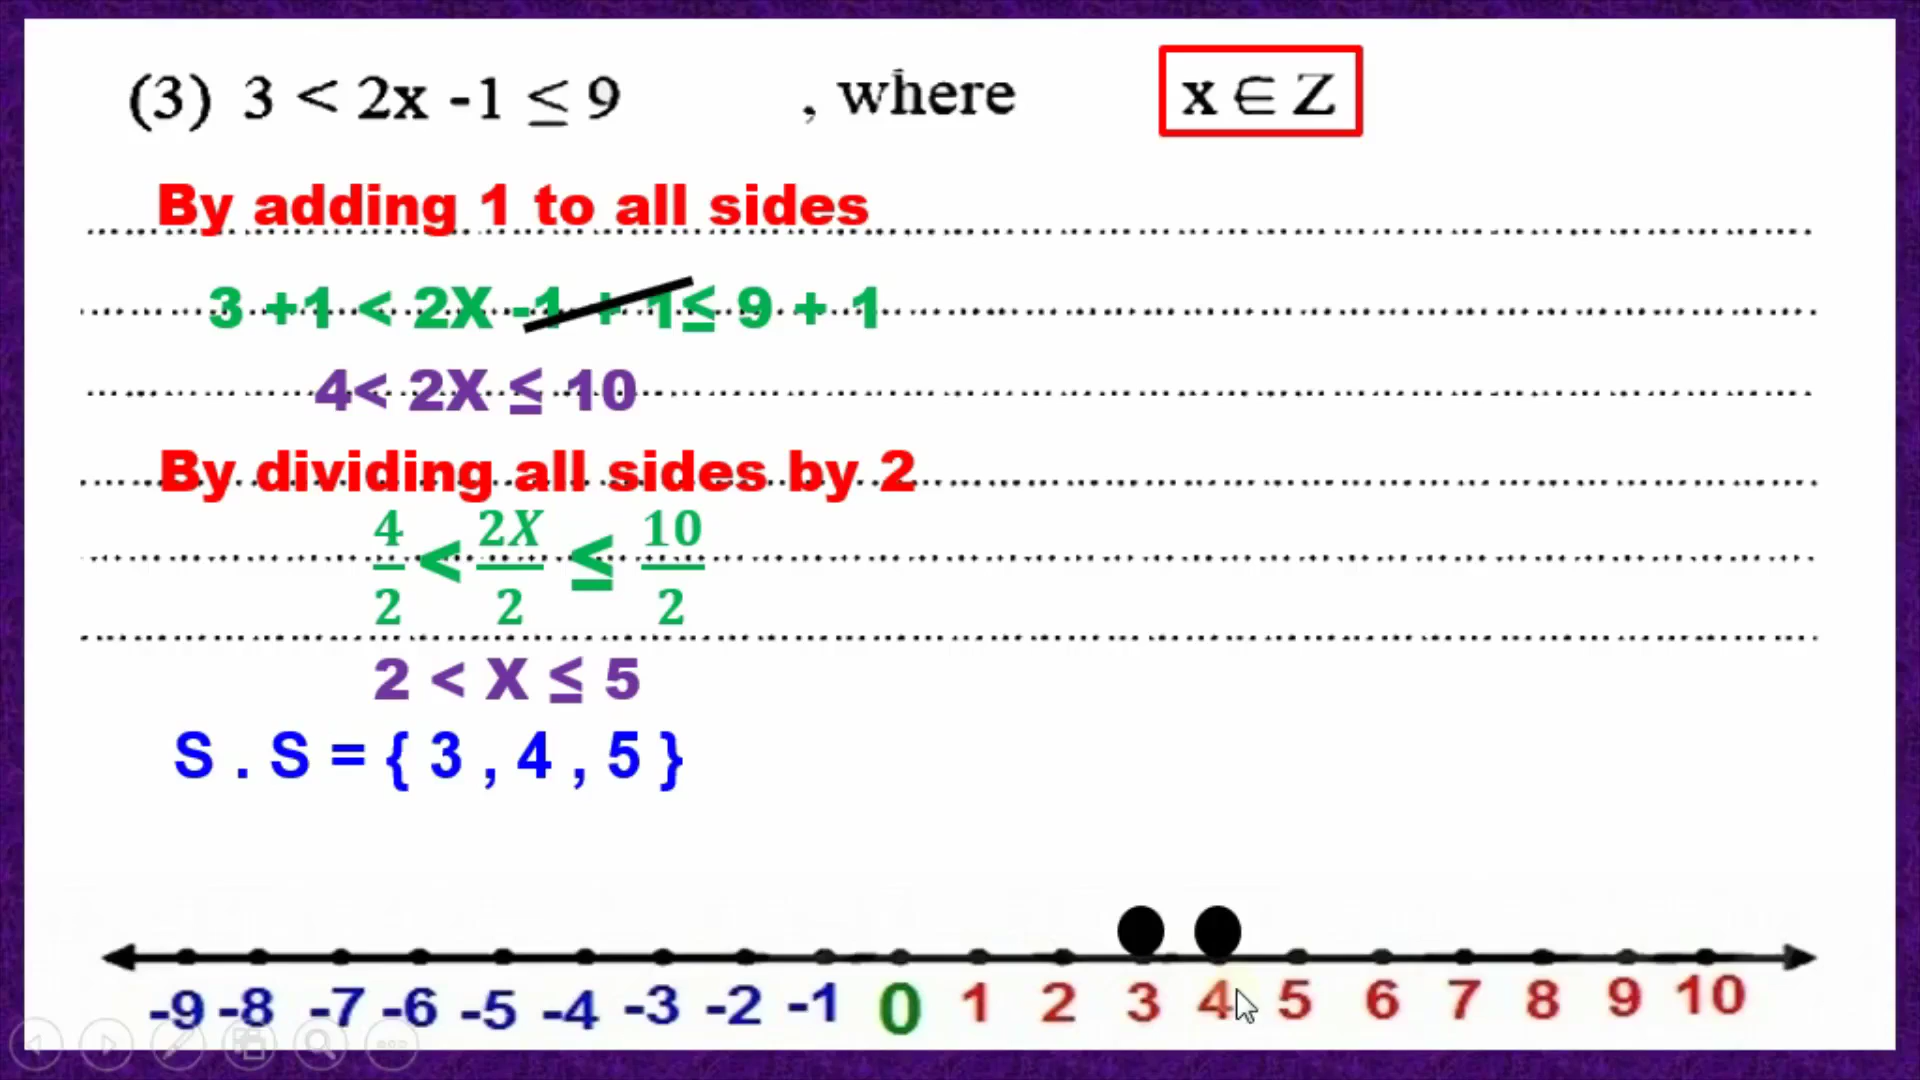 (3) 3 < 2x -1 ≤ 9 , where x ∈ Z
By adding 1 to all sides
3 +1 < 2X -1 + 1≤ 9 + 1
4< 2X ≤ 10
By dividing all sides by 2
4/2 < 2X/2 ≤ 10/2
2 < X ≤ 5
S . S = { 3 , 4 , 5 }
-9 -8 -7 -6 -5 -4 -3 -2 -1 0 1 2 3 4 5 6 7 8 9 10